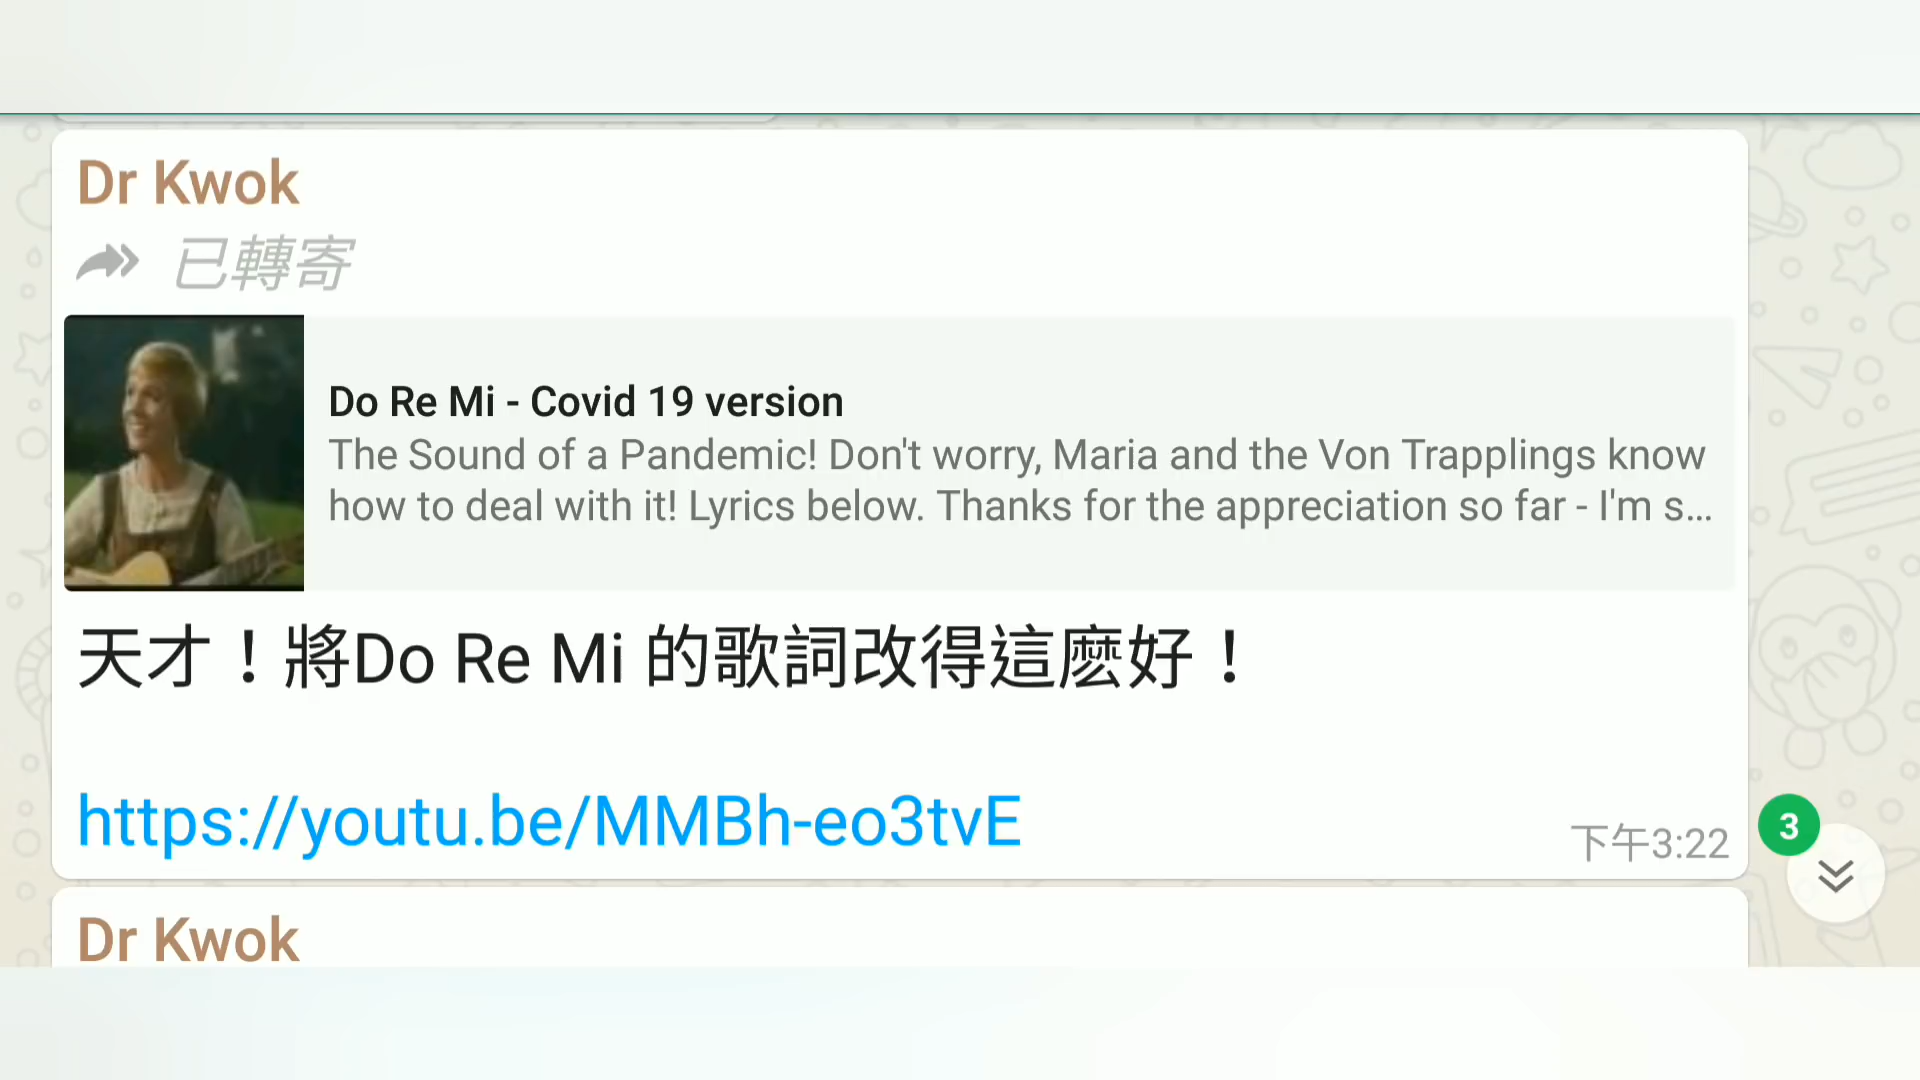 Dr Kwok
已轉寄
Do Re Mi - Covid 19 version
The Sound of a Pandemic! Don't worry, Maria and the Von Trapplings know
how to deal with it! Lyrics below. Thanks for the appreciation so far - I'm s...
天才！將Do Re Mi 的歌詞改得這麽好！
https://youtu.be/MMBh-eo3tvE
下午3:22
3
Dr Kwok